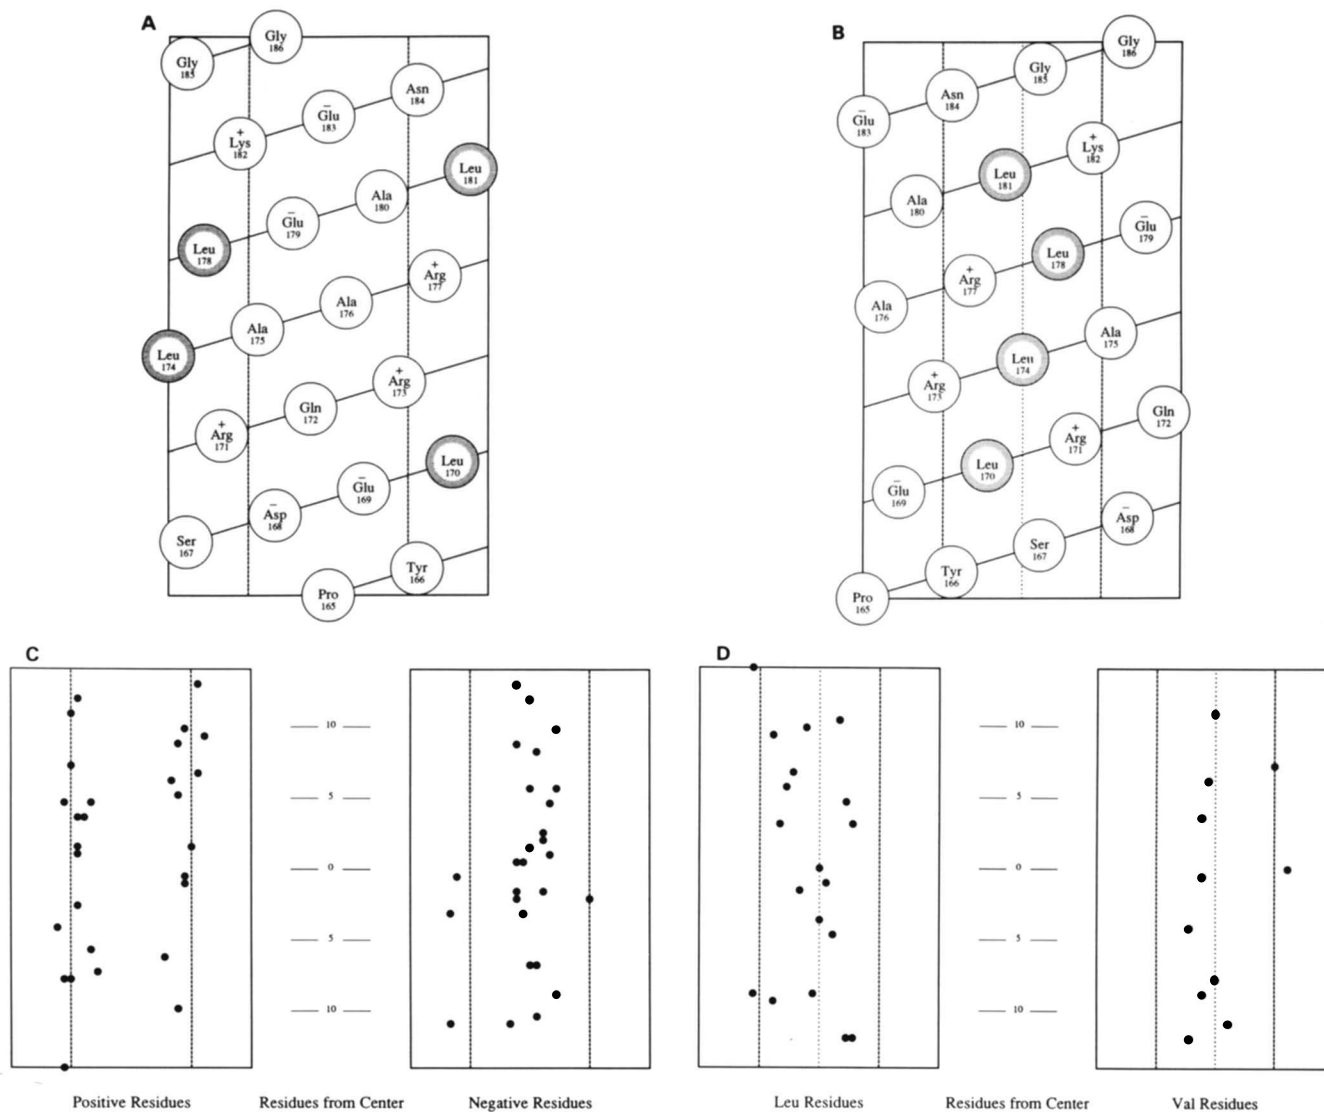 A
Gly
186
Gly
185
Asn
184
−
Glu
183
+
Lys
182
Leu
181
Ala
180
−
Glu
179
Leu
178
+
Arg
177
Ala
176
Ala
175
Leu
174
+
Arg
173
Gln
172
+
Arg
171
Leu
170
−
Glu
169
−
Asp
168
Ser
167
Tyr
166
Pro
165
B
Gly
186
Gly
185
Asn
184
−
Glu
183
+
Lys
182
Leu
181
Ala
180
−
Glu
179
Leu
178
+
Arg
177
Ala
176
Ala
175
Leu
174
+
Arg
173
Gln
172
+
Arg
171
Leu
170
−
Glu
169
−
Asp
168
Ser
167
Tyr
166
Pro
165
C
10
5
0
5
10
Positive Residues
Residues from Center
Negative Residues
D
10
5
0
5
10
Leu Residues
Residues from Center
Val Residues